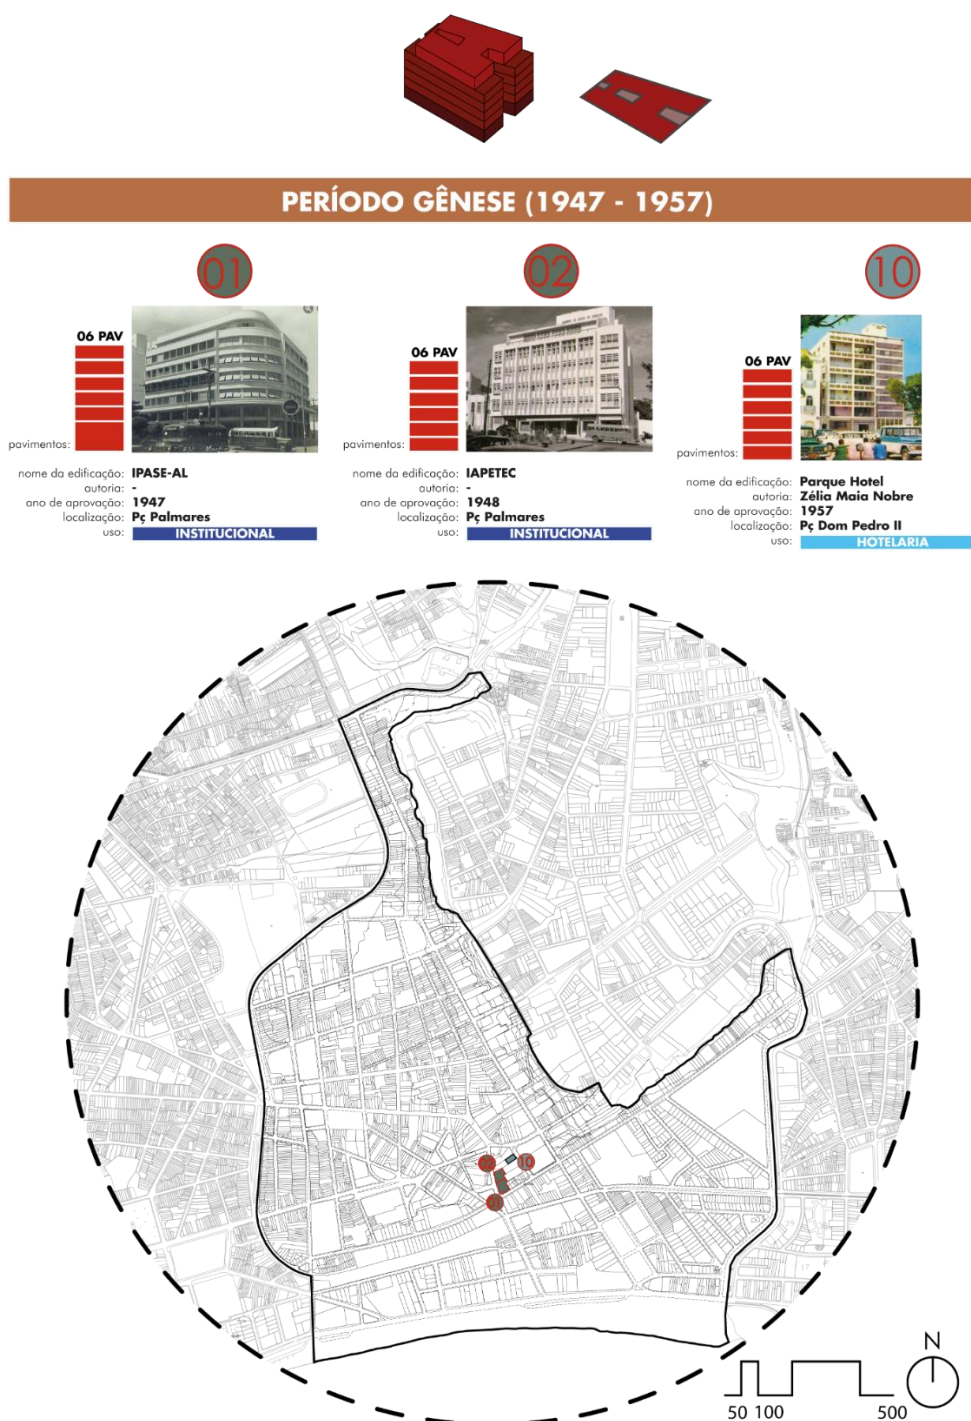 PERÍODO GÊNESE (1947 - 1957)
01
06 PAV
pavimentos:
nome da edificação: IPASE-AL
autoria: -
ano de aprovação: 1947
localização: Pç Palmares
uso: INSTITUCIONAL
02
06 PAV
pavimentos:
nome da edificação: IAPETEC
autoria: -
ano de aprovação: 1948
localização: Pç Palmares
uso: INSTITUCIONAL
10
06 PAV
pavimentos:
nome da edificação: Parque Hotel
autoria: Zélia Maia Nobre
ano de aprovação: 1957
localização: Pç Dom Pedro II
uso: HOTELARIA
02
10
01
N
50 100 500